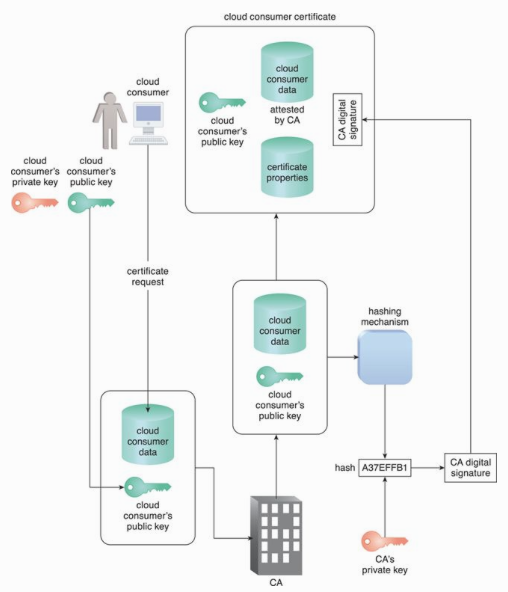 cloud consumer certificate
cloud
consumer
data
attested
by CA
cloud
consumer's
public key
CA digital
signature
certificate
properties
cloud
consumer
cloud
consumer's
private key
cloud
consumer's
public key
certificate
request
cloud
consumer
data
cloud
consumer's
public key
hashing
mechanism
cloud
consumer
data
cloud
consumer's
public key
hash
A37EFFB1
CA digital
signature
CA's
private key
CA